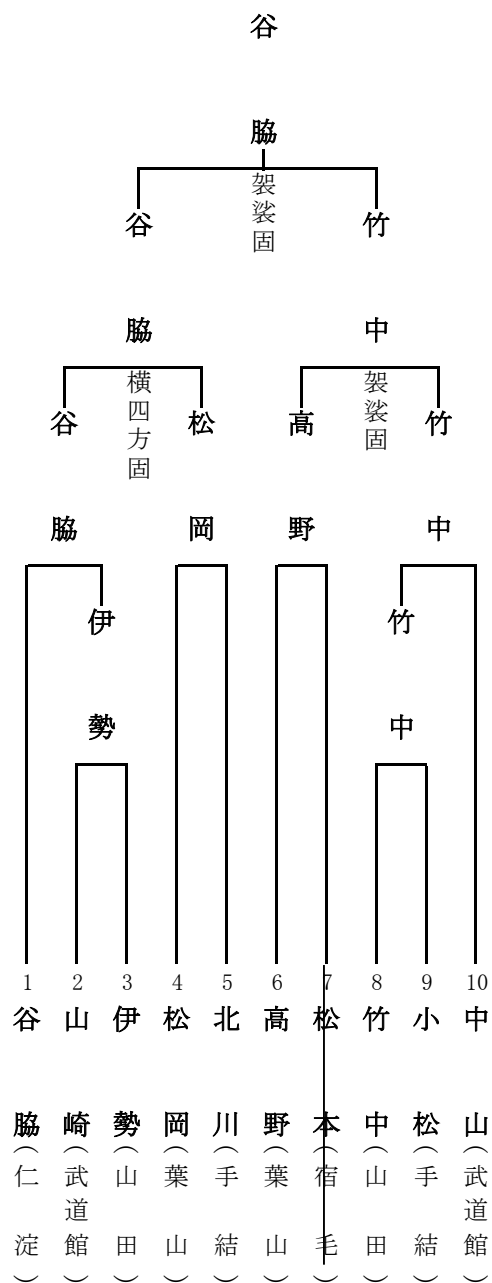 谷脇
袈裟固
谷脇
竹中
横四方固
袈裟固
谷脇
松岡
高野
竹中
伊勢
竹中
1 2 3 4 5 6 7 8 9 10
谷脇（仁淀）
山崎（武道館）
伊勢（山田）
松岡（葉山）
北川（手結）
高野（葉山）
松本（宿毛）
竹中（山田）
小松（手結）
中山（武道館）